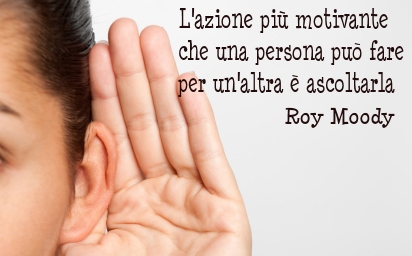 L'azione più motivante
che una persona può fare
per un'altra è ascoltarla
Roy Moody